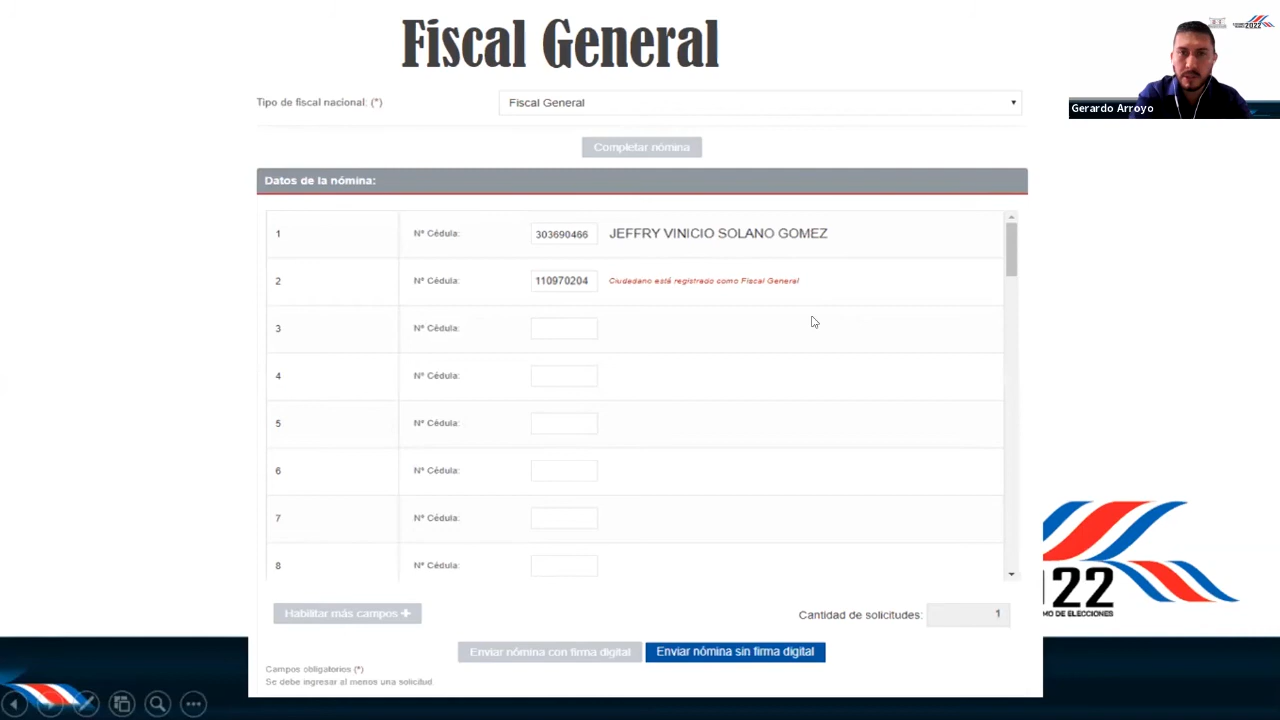 Fiscal General
2022
Gerardo Arroyo
Tipo de fiscal nacional: (*)
Fiscal General
Completar nómina
Datos de la nómina:
1 Nº Cédula: 303690466 JEFFRY VINICIO SOLANO GOMEZ
2 Nº Cédula: 110970204 Ciudadano está registrado como Fiscal General
3 Nº Cédula:
4 Nº Cédula:
5 Nº Cédula:
6 Nº Cédula:
7 Nº Cédula:
8 Nº Cédula:
22
MO DE ELECCIONES
Habilitar más campos +
Cantidad de solicitudes: 1
Enviar nómina con firma digital
Enviar nómina sin firma digital
Campos obligatorios (*)
Se debe ingresar al menos una solicitud.